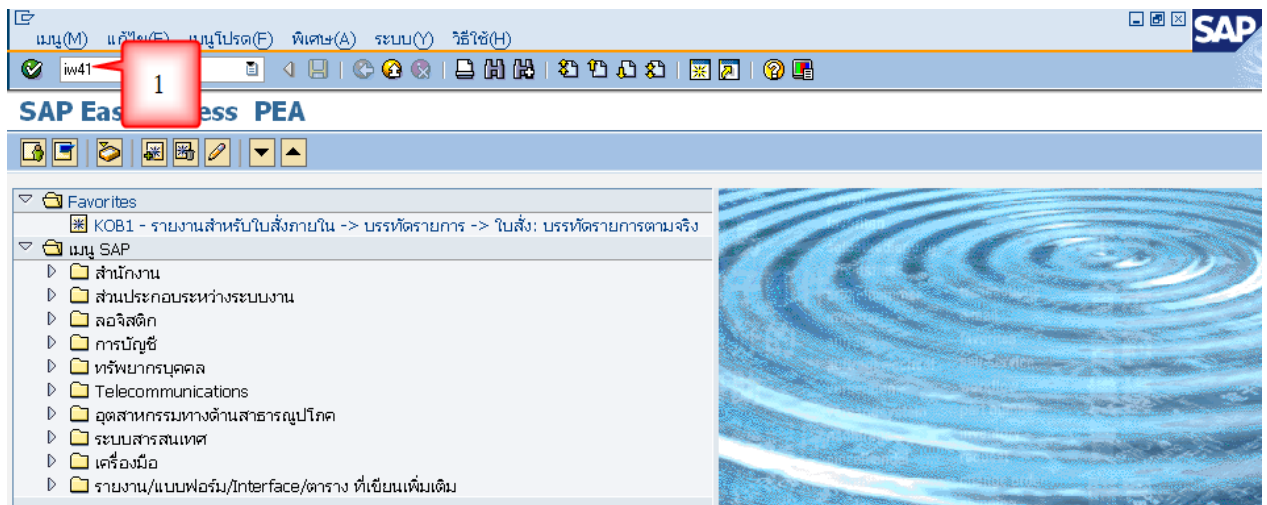 เมนู(M) แก้ไข(E) เมนูโปรด(F) พิเศษ(A) ระบบ(Y) วิธีใช้(H)
SAP
iw41
1
SAP Eas ess PEA
Favorites
KOB1 - รายงานสำหรับใบสั่งภายใน -> บรรทัดรายการ -> ใบสั่ง: บรรทัดรายการตามจริง
เมนู SAP
สำนักงาน
ส่วนประกอบระหว่างระบบงาน
ลอจิสติก
การบัญชี
ทรัพยากรบุคคล
Telecommunications
อุตสาหกรรมทางด้านสาธารณูปโภค
ระบบสารสนเทศ
เครื่องมือ
รายงาน/แบบฟอร์ม/Interface/ตาราง ที่เขียนเพิ่มเติม